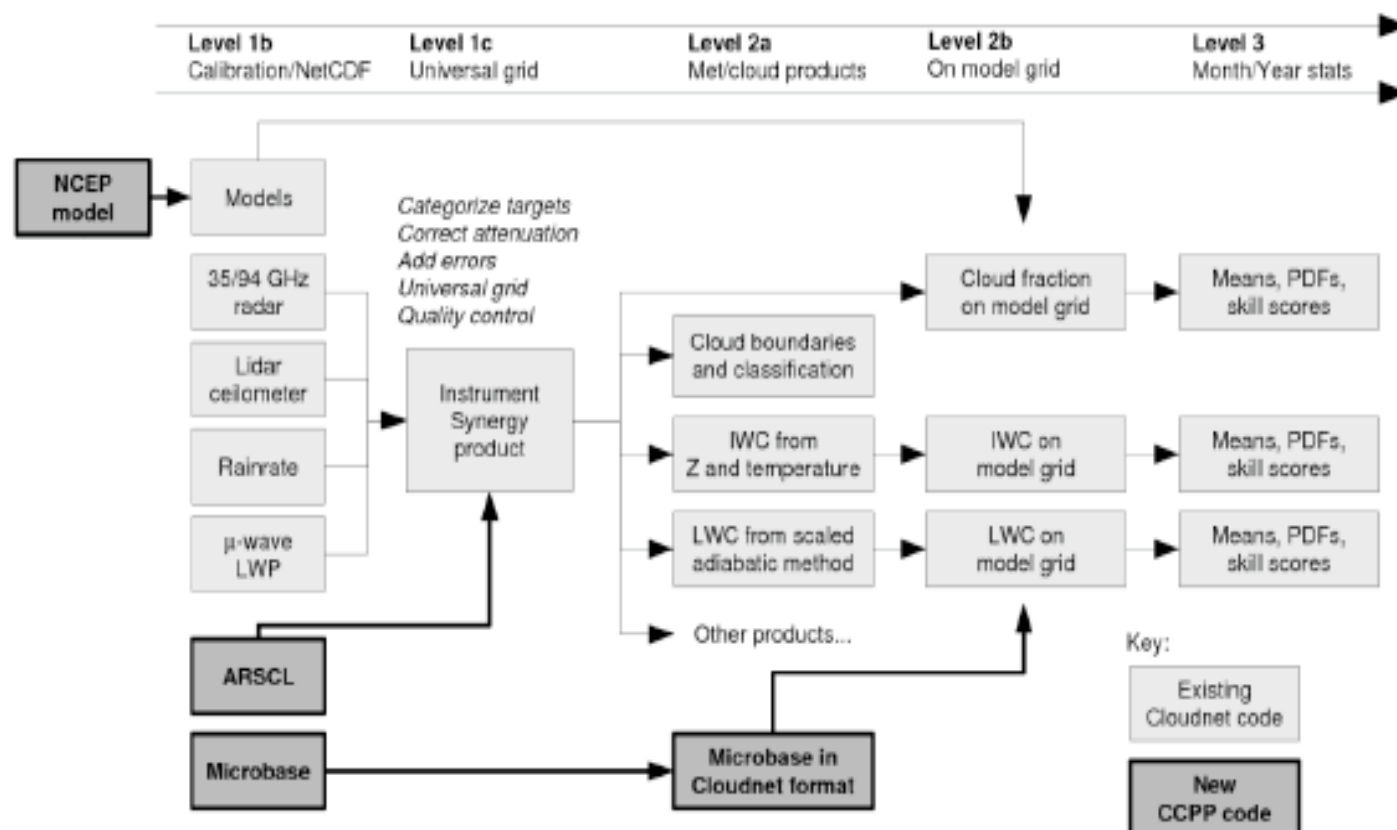 Level 1b
Calibration/NetCDF
Level 1c
Universal grid
Level 2a
Met/cloud products
Level 2b
On model grid
Level 3
Month/Year stats
NCEP
model
Models
Categorize targets
Correct attenuation
Add errors
Universal grid
Quality control
35/94 GHz
radar
Lidar
ceilometer
Rainrate
μ-wave
LWP
Instrument
Synergy
product
Cloud fraction
on model grid
Means, PDFs,
skill scores
Cloud boundaries
and classification
IWC from
Z and temperature
IWC on
model grid
Means, PDFs,
skill scores
LWC from scaled
adiabatic method
LWC on
model grid
Means, PDFs,
skill scores
Other products...
ARSCL
Microbase
Microbase in
Cloudnet format
Key:
Existing
Cloudnet code
New
CCPP code